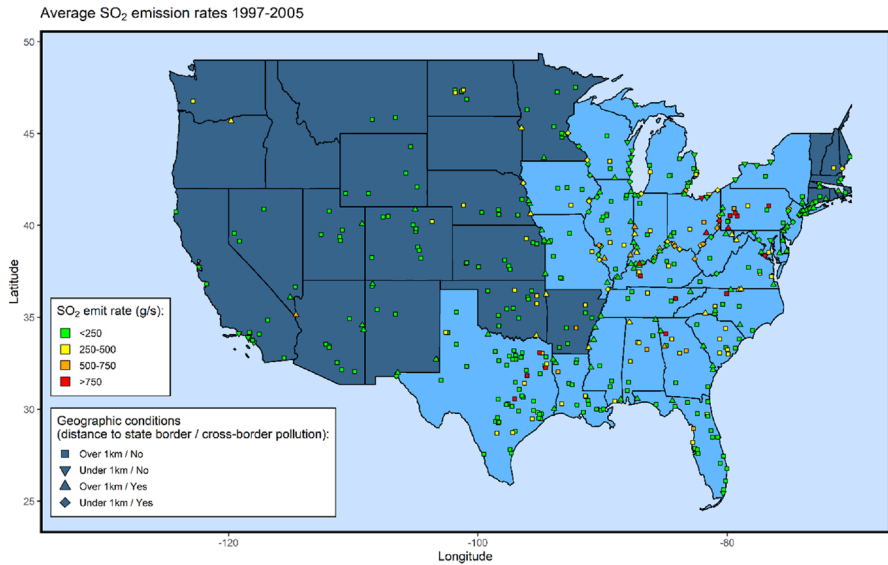 Average SO₂ emission rates 1997-2005
50
45
40
35
30
25
Latitude
SO₂ emit rate (g/s):
<250
250-500
500-750
>750
Geographic conditions
(distance to state border / cross-border pollution):
Over 1km / No
Under 1km / No
Over 1km / Yes
Under 1km / Yes
-120
-100
-80
Longitude